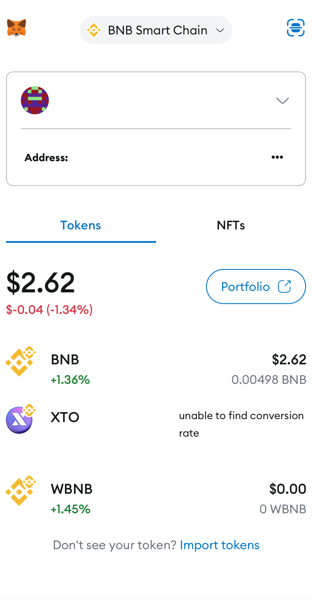 BNB Smart Chain
Address:
Tokens
NFTs
$2.62
Portfolio
$-0.04 (-1.34%)
BNB
$2.62
+1.36%
0.00498 BNB
XTO
unable to find conversion
rate
WBNB
$0.00
+1.45%
0 WBNB
Don't see your token? Import tokens